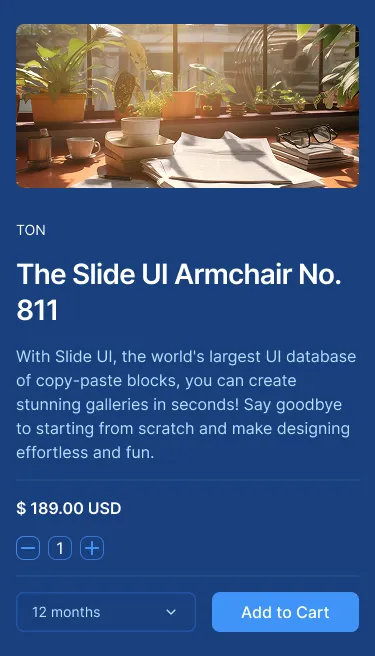 TON
The Slide UI Armchair No.
811
With Slide UI, the world's largest UI database
of copy-paste blocks, you can create
stunning galleries in seconds! Say goodbye
to starting from scratch and make designing
effortless and fun.
$ 189.00 USD
1
12 months
Add to Cart